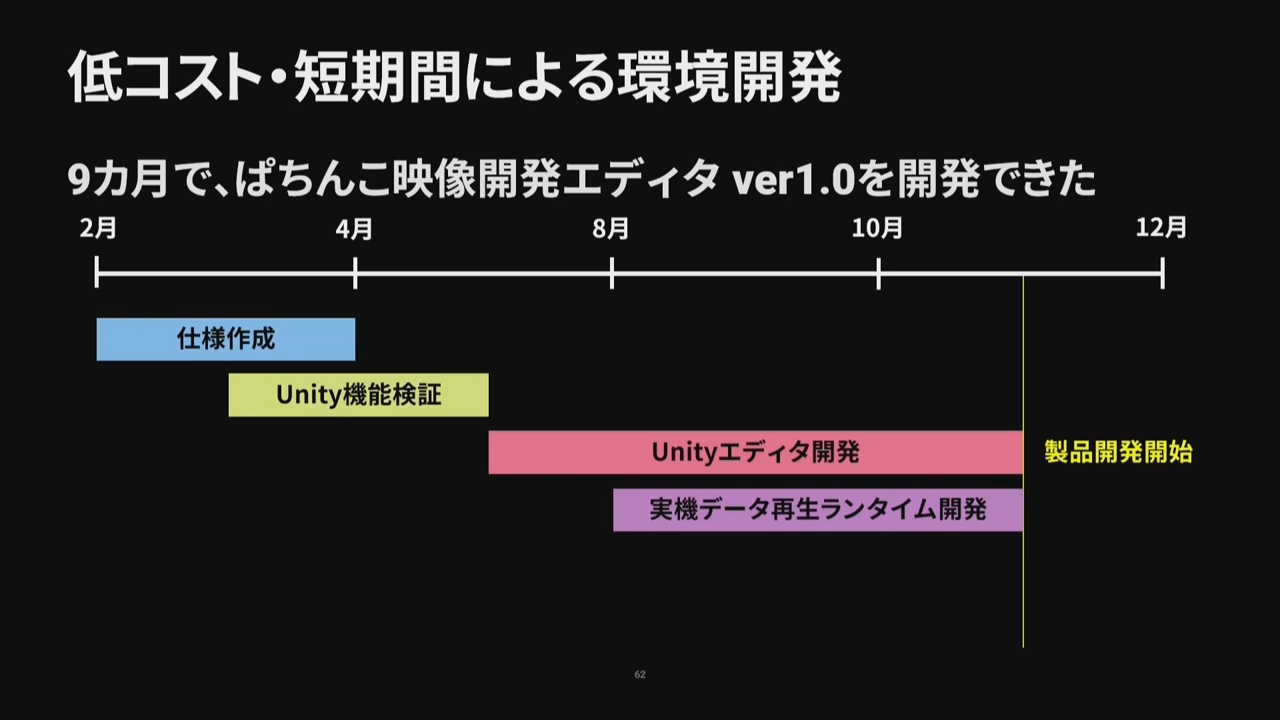 低コスト・短期間による環境開発
9カ月で、ぱちんこ映像開発エディタ ver1.0を開発できた
2月 4月 8月 10月 12月
仕様作成
Unity機能検証
Unityエディタ開発 製品開発開始
実機データ再生ランタイム開発
62